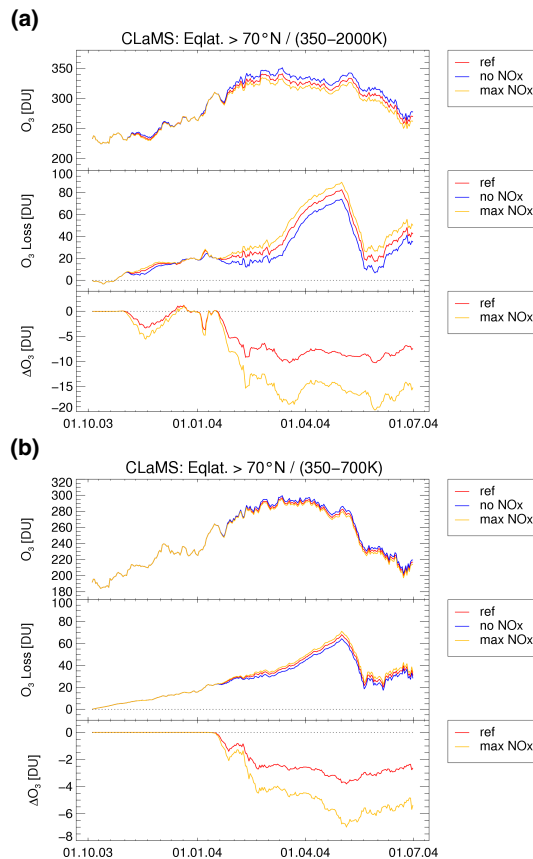 (a)
CLaMS: Eqlat. > 70°N / (350−2000K)
350
300
250
200
O₃ [DU]
ref
no NOx
max NOx
100
80
60
40
20
0
O₃ Loss [DU]
ref
no NOx
max NOx
0
−5
−10
−15
−20
ΔO₃ [DU]
ref
max NOx
01.10.03 01.01.04 01.04.04 01.07.04
(b)
CLaMS: Eqlat. > 70°N / (350−700K)
320
300
280
260
240
220
200
180
O₃ [DU]
ref
no NOx
max NOx
100
80
60
40
20
0
O₃ Loss [DU]
ref
no NOx
max NOx
0
−2
−4
−6
−8
ΔO₃ [DU]
ref
max NOx
01.10.03 01.01.04 01.04.04 01.07.04